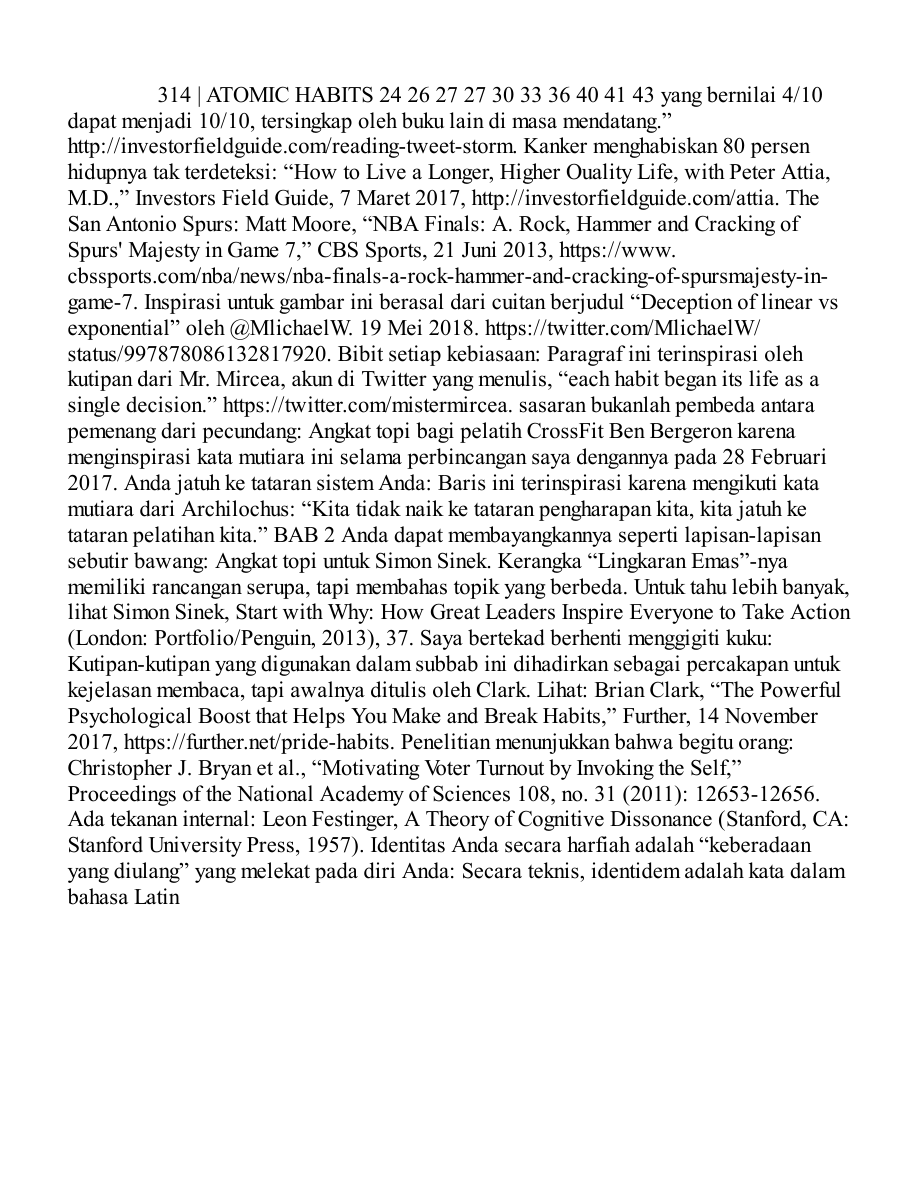 314 | ATOMIC HABITS 24 26 27 27 30 33 36 40 41 43 yang bernilai 4/10
dapat menjadi 10/10, tersingkap oleh buku lain di masa mendatang.”
http://investorfieldguide.com/reading-tweet-storm. Kanker menghabiskan 80 persen
hidupnya tak terdeteksi: “How to Live a Longer, Higher Ouality Life, with Peter Attia,
M.D.,” Investors Field Guide, 7 Maret 2017, http://investorfieldguide.com/attia. The
San Antonio Spurs: Matt Moore, “NBA Finals: A. Rock, Hammer and Cracking of
Spurs' Majesty in Game 7,” CBS Sports, 21 Juni 2013, https://www.
cbssports.com/nba/news/nba-finals-a-rock-hammer-and-cracking-of-spursmajesty-in-
game-7. Inspirasi untuk gambar ini berasal dari cuitan berjudul “Deception of linear vs
exponential” oleh @MlichaelW. 19 Mei 2018. https://twitter.com/MlichaelW/
status/997878086132817920. Bibit setiap kebiasaan: Paragraf ini terinspirasi oleh
kutipan dari Mr. Mircea, akun di Twitter yang menulis, “each habit began its life as a
single decision.” https://twitter.com/mistermircea. sasaran bukanlah pembeda antara
pemenang dari pecundang: Angkat topi bagi pelatih CrossFit Ben Bergeron karena
menginspirasi kata mutiara ini selama perbincangan saya dengannya pada 28 Februari
2017. Anda jatuh ke tataran sistem Anda: Baris ini terinspirasi karena mengikuti kata
mutiara dari Archilochus: “Kita tidak naik ke tataran pengharapan kita, kita jatuh ke
tataran pelatihan kita.” BAB 2 Anda dapat membayangkannya seperti lapisan-lapisan
sebutir bawang: Angkat topi untuk Simon Sinek. Kerangka “Lingkaran Emas”-nya
memiliki rancangan serupa, tapi membahas topik yang berbeda. Untuk tahu lebih banyak,
lihat Simon Sinek, Start with Why: How Great Leaders Inspire Everyone to Take Action
(London: Portfolio/Penguin, 2013), 37. Saya bertekad berhenti menggigiti kuku:
Kutipan-kutipan yang digunakan dalam subbab ini dihadirkan sebagai percakapan untuk
kejelasan membaca, tapi awalnya ditulis oleh Clark. Lihat: Brian Clark, “The Powerful
Psychological Boost that Helps You Make and Break Habits,” Further, 14 November
2017, https://further.net/pride-habits. Penelitian menunjukkan bahwa begitu orang:
Christopher J. Bryan et al., “Motivating Voter Turnout by Invoking the Self,”
Proceedings of the National Academy of Sciences 108, no. 31 (2011): 12653-12656.
Ada tekanan internal: Leon Festinger, A Theory of Cognitive Dissonance (Stanford, CA:
Stanford University Press, 1957). Identitas Anda secara harfiah adalah “keberadaan
yang diulang” yang melekat pada diri Anda: Secara teknis, identidem adalah kata dalam
bahasa Latin